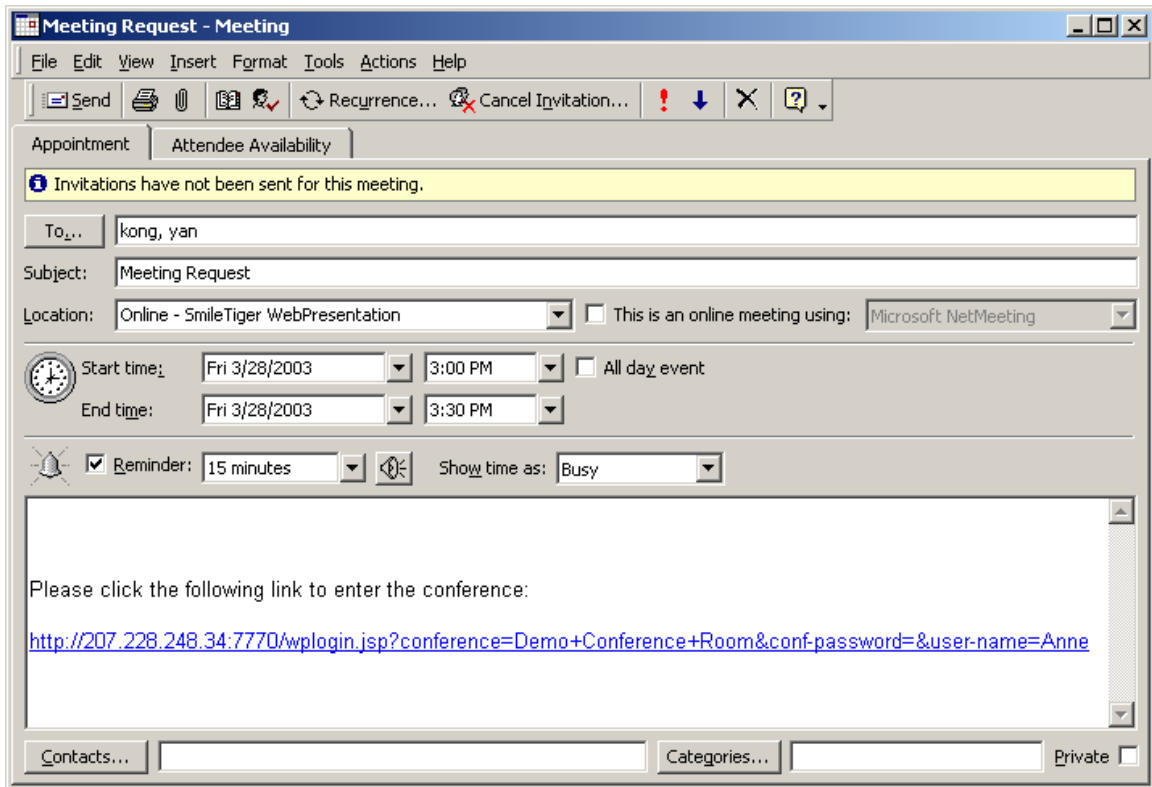 Meeting Request - Meeting
File Edit View Insert Format Tools Actions Help
Send Recurrence... Cancel Invitation...
Appointment Attendee Availability
Invitations have not been sent for this meeting.
To... kong, yan
Subject: Meeting Request
Location: Online - SmileTiger WebPresentation This is an online meeting using: Microsoft NetMeeting
Start time: Fri 3/28/2003 3:00 PM All day event
End time: Fri 3/28/2003 3:30 PM
Reminder: 15 minutes Show time as: Busy
Please click the following link to enter the conference:
http://207.228.248.34:7770/wplogin.jsp?conference=Demo+Conference+Room&conf-password=&user-name=Anne
Contacts... Categories... Private